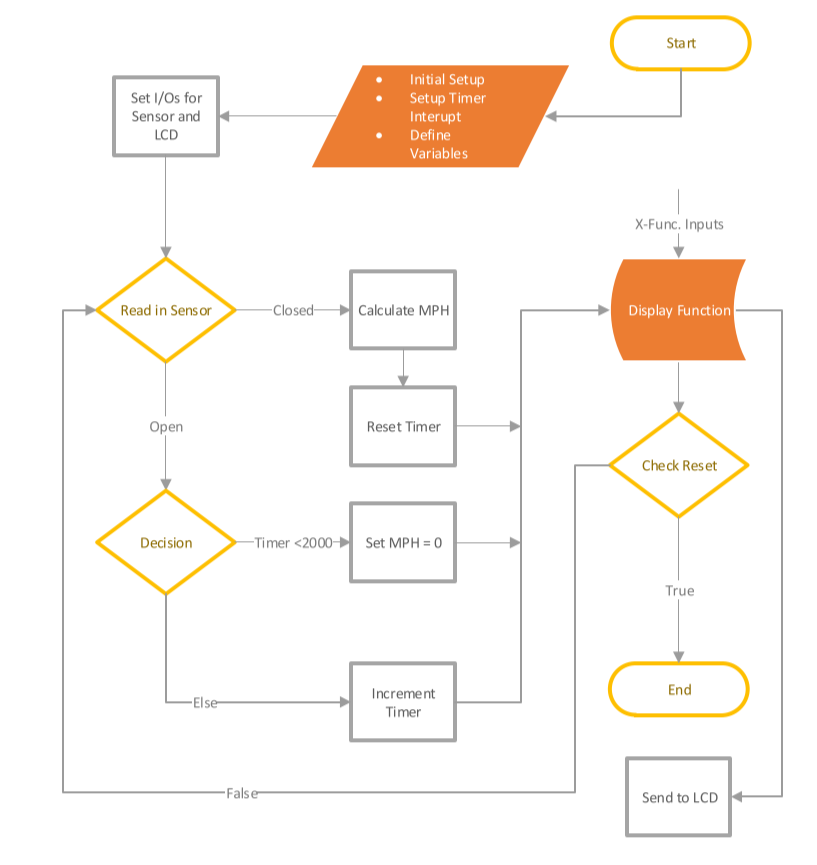 Start
● Initial Setup
● Setup Timer
Interupt
● Define
Variables
Set I/Os for
Sensor and
LCD
X-Func. Inputs
Read in Sensor
Closed
Calculate MPH
Display Function
Open
Reset Timer
Check Reset
Decision
Timer <2000
Set MPH = 0
True
Else
Increment
Timer
End
False
Send to LCD